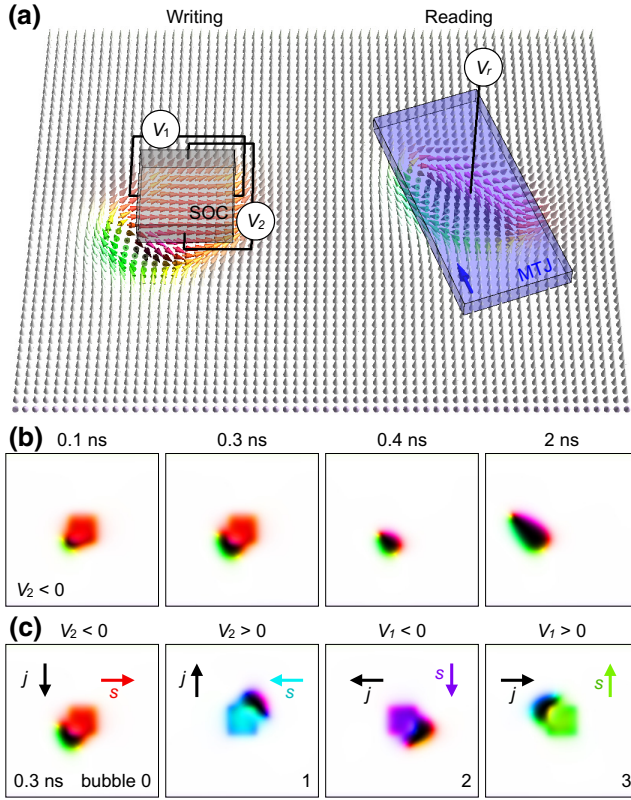 (a)
Writing
Reading
V1
SOC
V2
Vr
MTJ
(b)
0.1 ns
0.3 ns
0.4 ns
2 ns
V2 < 0
(c)
V2 < 0
V2 > 0
V1 < 0
V1 > 0
j
s
j
s
j
s
j
s
0.3 ns
bubble 0
1
2
3